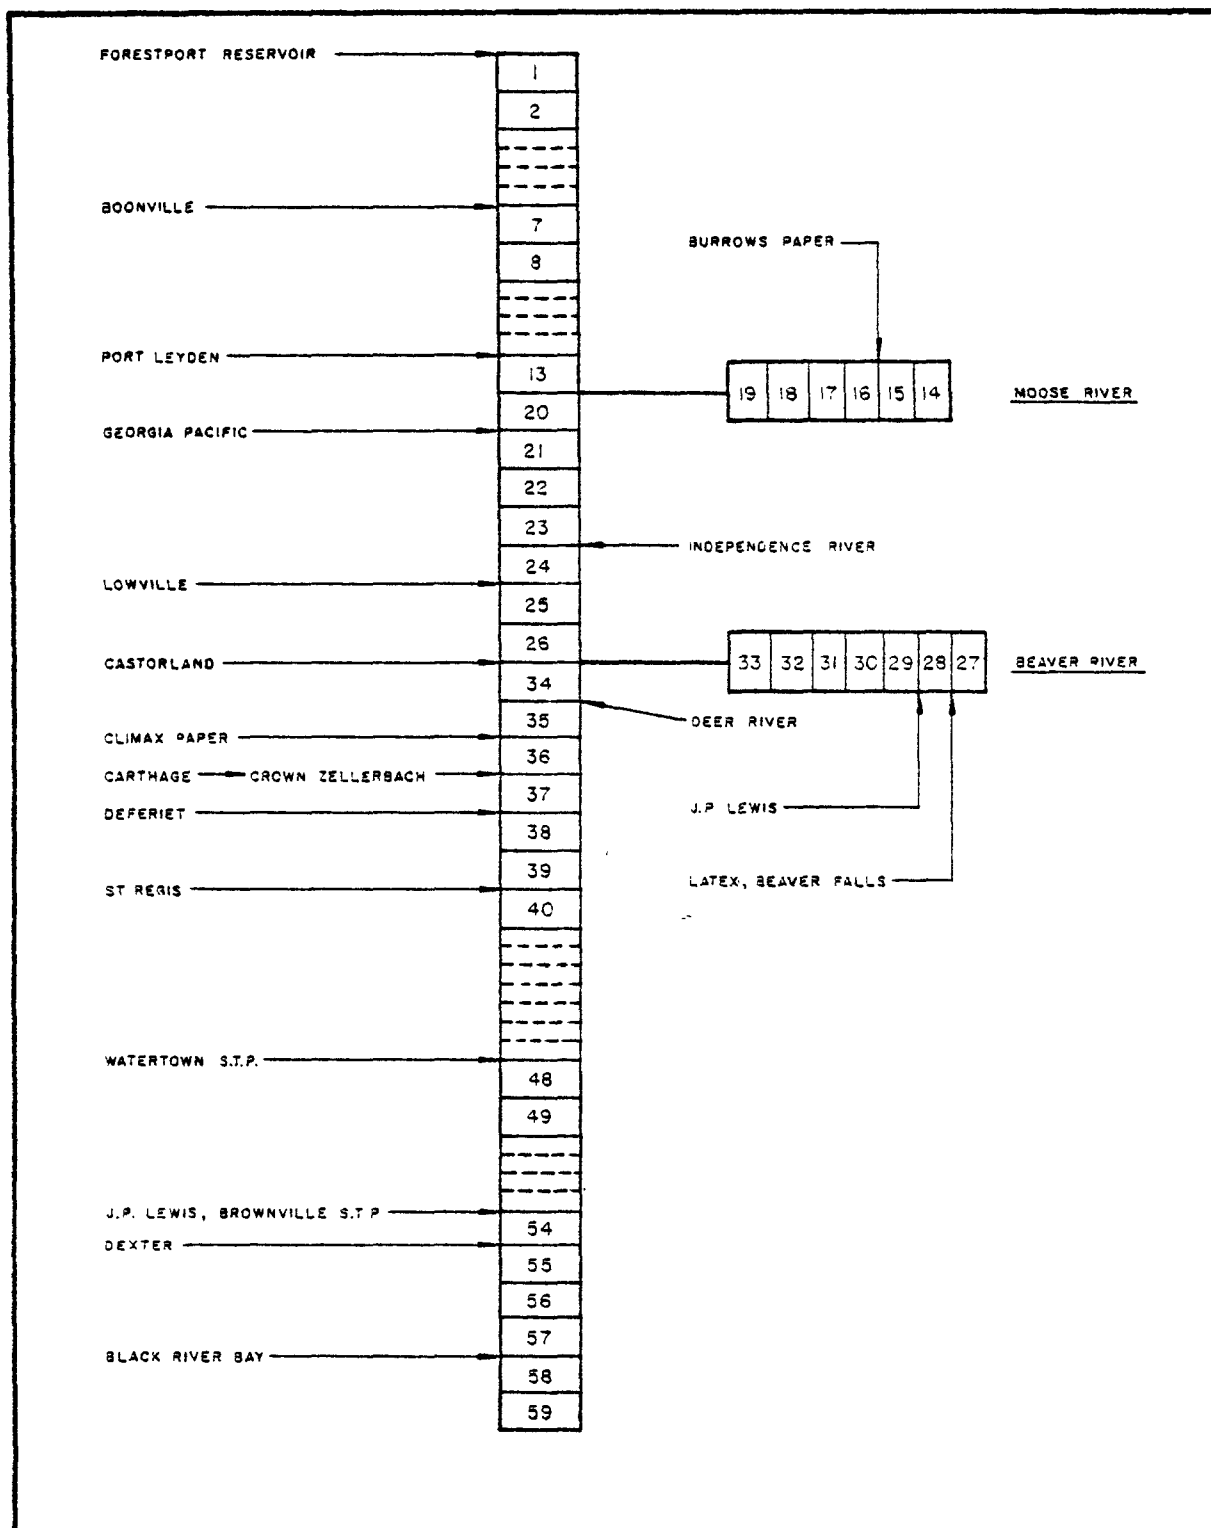 FORESTPORT RESERVOIR
1
2
BOONVILLE
7
8
BURROWS PAPER
PORT LEYDEN
13
19 18 17 16 15 14
MOOSE RIVER
20
GEORGIA PACIFIC
21
22
23
INDEPENDENCE RIVER
24
LOWVILLE
25
26
CASTORLAND
33 32 31 30 29 28 27
BEAVER RIVER
34
DEER RIVER
35
CLIMAX PAPER
36
CARTHAGE CROWN ZELLERBACH
37
J.P LEWIS
DEFERIET
38
39
LATEX, BEAVER FALLS
ST REGIS
40
WATERTOWN S.T.P.
48
49
J.P. LEWIS, BROWNVILLE S.T.P
54
DEXTER
55
56
57
BLACK RIVER BAY
58
59